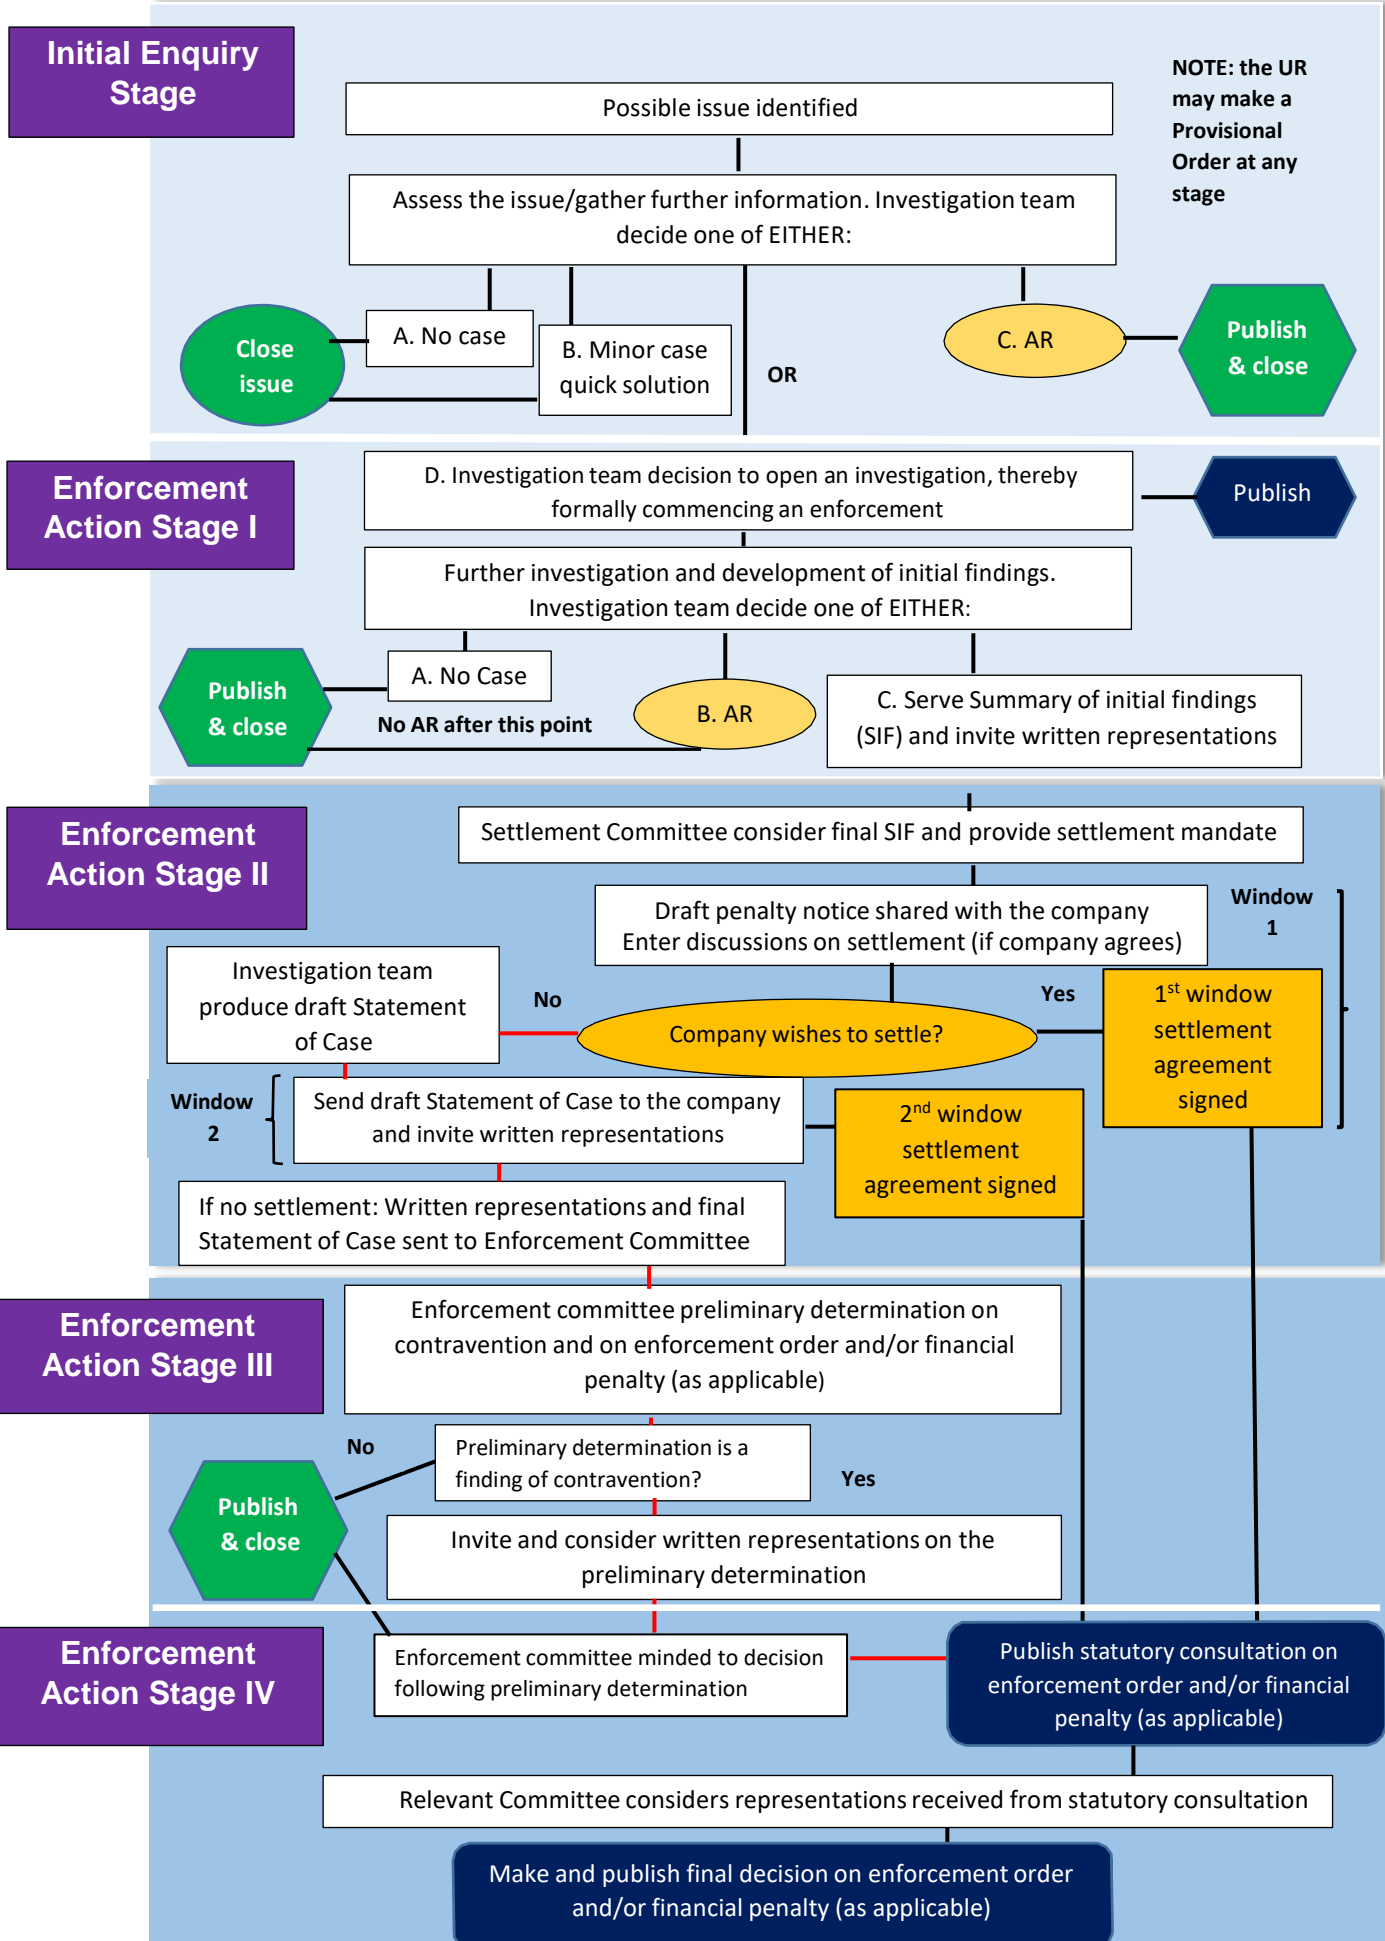 Initial Enquiry
Stage
NOTE: the UR
may make a
Provisional
Order at any
stage
Possible issue identified
Assess the issue/gather further information. Investigation team
decide one of EITHER:
Close
issue
A. No case
B. Minor case
quick solution
OR
C. AR
Publish
& close
Enforcement
Action Stage I
D. Investigation team decision to open an investigation, thereby
formally commencing an enforcement
Publish
Further investigation and development of initial findings.
Investigation team decide one of EITHER:
Publish
& close
A. No Case
No AR after this point
B. AR
C. Serve Summary of initial findings
(SIF) and invite written representations
Enforcement
Action Stage II
Settlement Committee consider final SIF and provide settlement mandate
Draft penalty notice shared with the company
Enter discussions on settlement (if company agrees)
Window
1
Investigation team
produce draft Statement
of Case
No
Company wishes to settle?
Yes
1st window
settlement
agreement
signed
Window
2
Send draft Statement of Case to the company
and invite written representations
2nd window
settlement
agreement signed
If no settlement: Written representations and final
Statement of Case sent to Enforcement Committee
Enforcement
Action Stage III
Enforcement committee preliminary determination on
contravention and on enforcement order and/or financial
penalty (as applicable)
No
Preliminary determination is a
finding of contravention?
Yes
Publish
& close
Invite and consider written representations on the
preliminary determination
Enforcement
Action Stage IV
Enforcement committee minded to decision
following preliminary determination
Publish statutory consultation on
enforcement order and/or financial
penalty (as applicable)
Relevant Committee considers representations received from statutory consultation
Make and publish final decision on enforcement order
and/or financial penalty (as applicable)